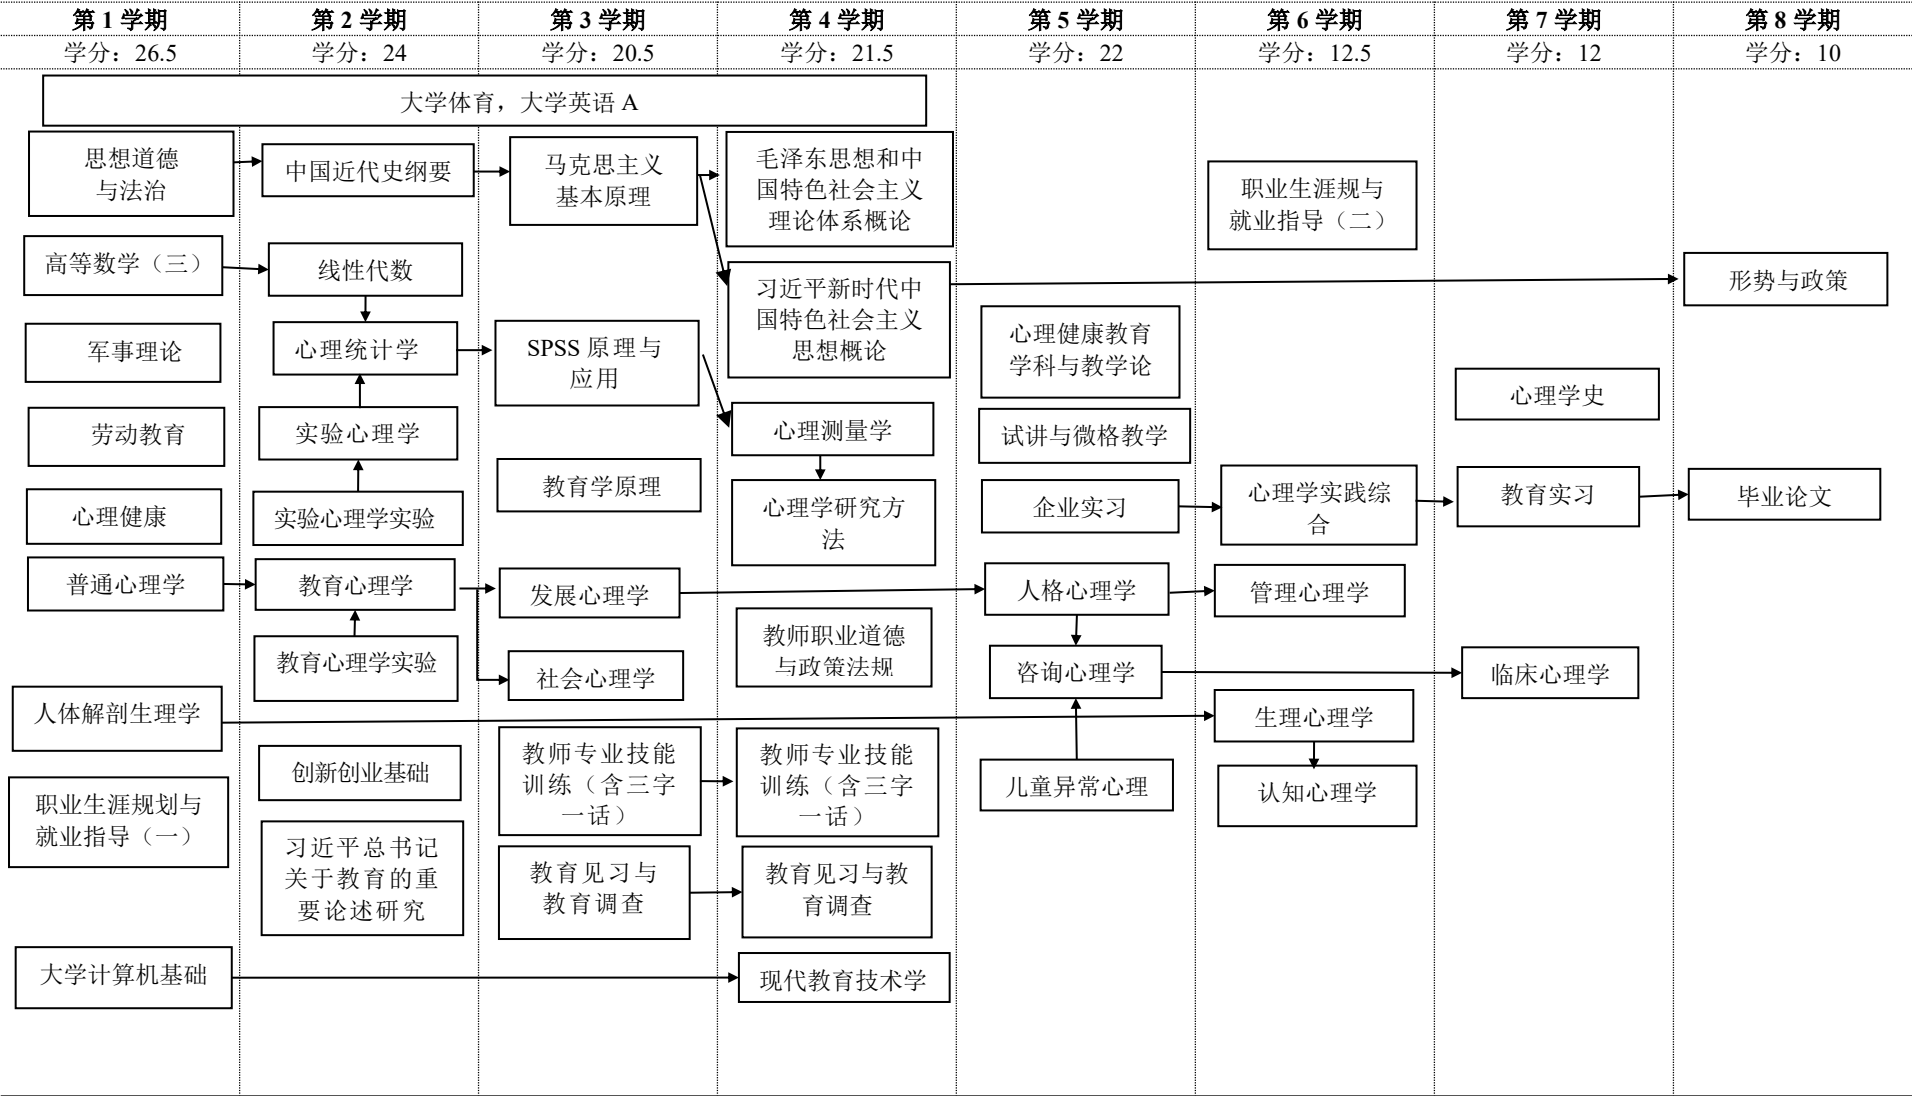 第 1 学期
第 2 学期
第 3 学期
第 4 学期
第 5 学期
第 6 学期
第 7 学期
第 8 学期
学分：26.5
学分：24
学分：20.5
学分：21.5
学分：22
学分：12.5
学分：12
学分：10
大学体育，大学英语 A
思想道德
与法治
高等数学（三）
军事理论
劳动教育
心理健康
普通心理学
人体解剖生理学
职业生涯规划与
就业指导（一）
大学计算机基础
中国近代史纲要
线性代数
心理统计学
实验心理学
实验心理学实验
教育心理学
教育心理学实验
创新创业基础
习近平总书记
关于教育的重
要论述研究
马克思主义
基本原理
SPSS 原理与
应用
教育学原理
发展心理学
社会心理学
教师专业技能
训练（含三字
一话）
教育见习与
教育调查
毛泽东思想和中
国特色社会主义
理论体系概论
习近平新时代中
国特色社会主义
思想概论
心理测量学
心理学研究方
法
教师职业道德
与政策法规
教师专业技能
训练（含三字
一话）
教育见习与教
育调查
现代教育技术学
心理健康教育
学科与教学论
试讲与微格教学
企业实习
人格心理学
咨询心理学
儿童异常心理
职业生涯规与
就业指导（二）
心理学实践综
合
管理心理学
生理心理学
认知心理学
心理学史
教育实习
临床心理学
形势与政策
毕业论文